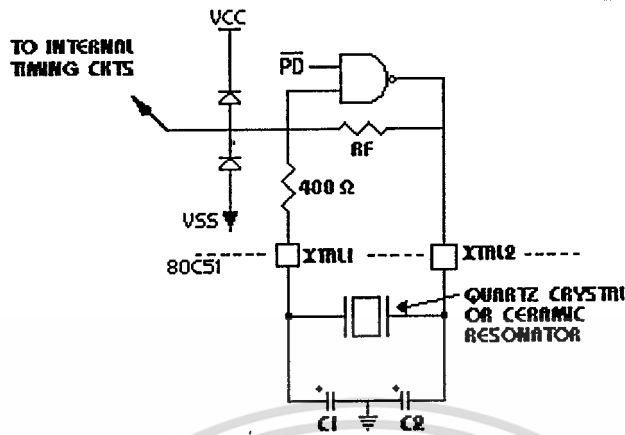 VCC
TO INTERNAL
TIMING CKTS
PD
RF
400 Ω
VSS
XTAL1
XTAL2
80C51
QUARTZ CRYSTAL
OR CERAMIC
RESONATOR
C1
C2